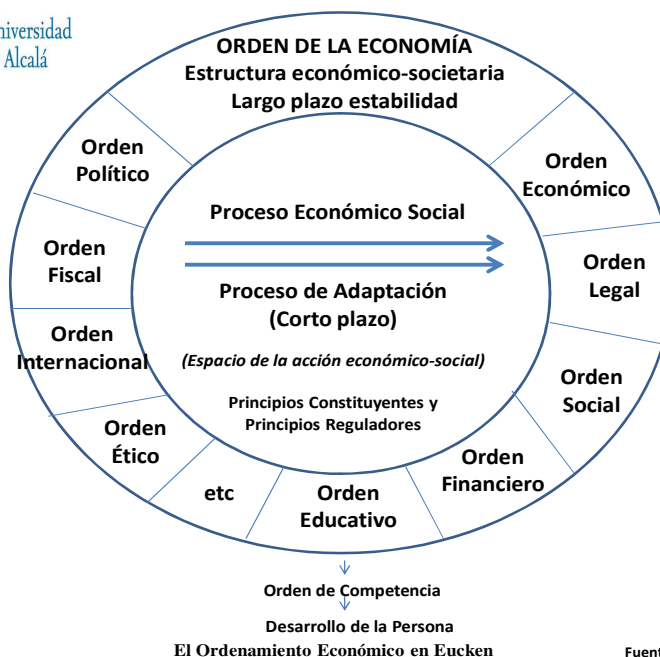 niversidad
Alcalá
ORDEN DE LA ECONOMÍA
Estructura económico-societaria
Largo plazo estabilidad
Orden
Político
Orden
Económico
Proceso Económico Social
Orden
Fiscal
Orden
Legal
Proceso de Adaptación
(Corto plazo)
Orden
Internacional
(Espacio de la acción económico-social)
Orden
Social
Principios Constituyentes y
Principios Reguladores
Orden
Ético
Orden
Financiero
etc
Orden
Educativo
Orden de Competencia
Desarrollo de la Persona
El Ordenamiento Económico en Eucken
Fuent